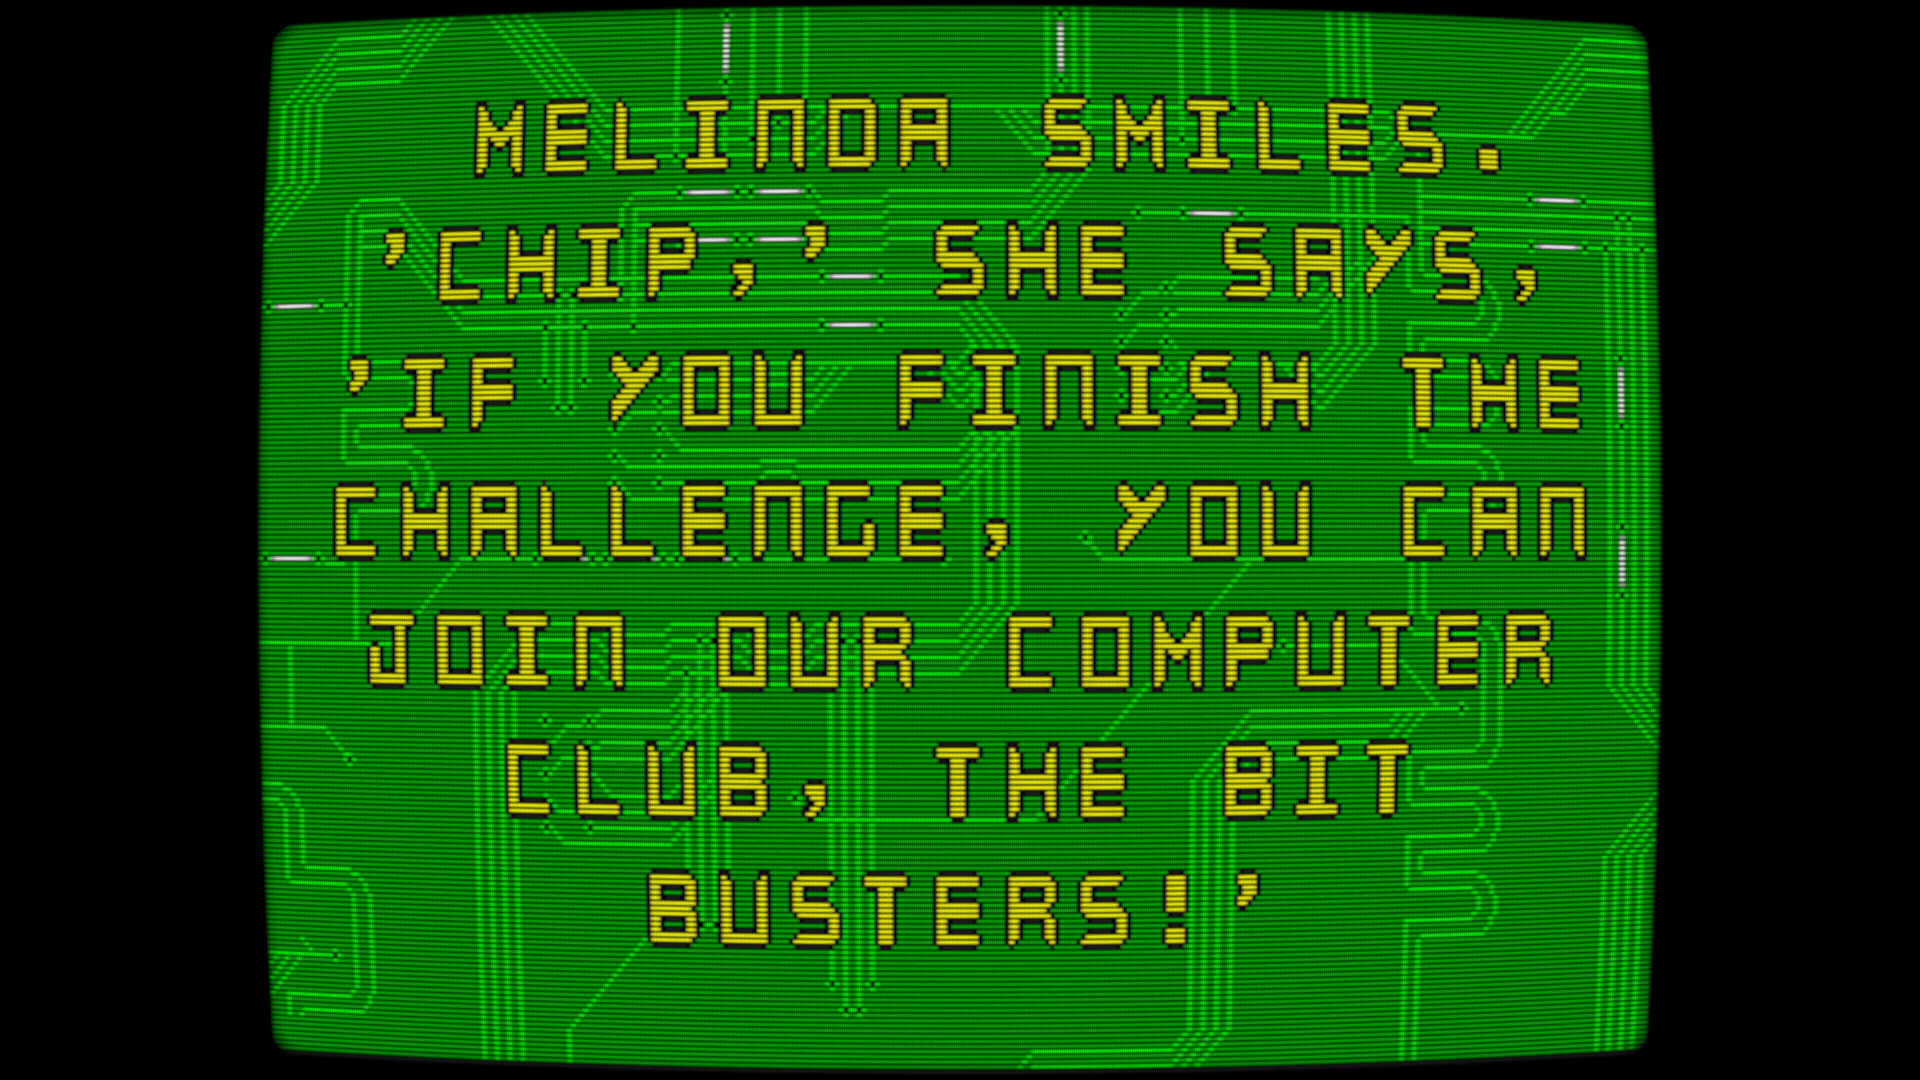 MELINDA SMILES.
'CHIP,' SHE SAYS,
'IF YOU FINISH THE
CHALLENGE, YOU CAN
JOIN OUR COMPUTER
CLUB, THE BIT
BUSTERS!'